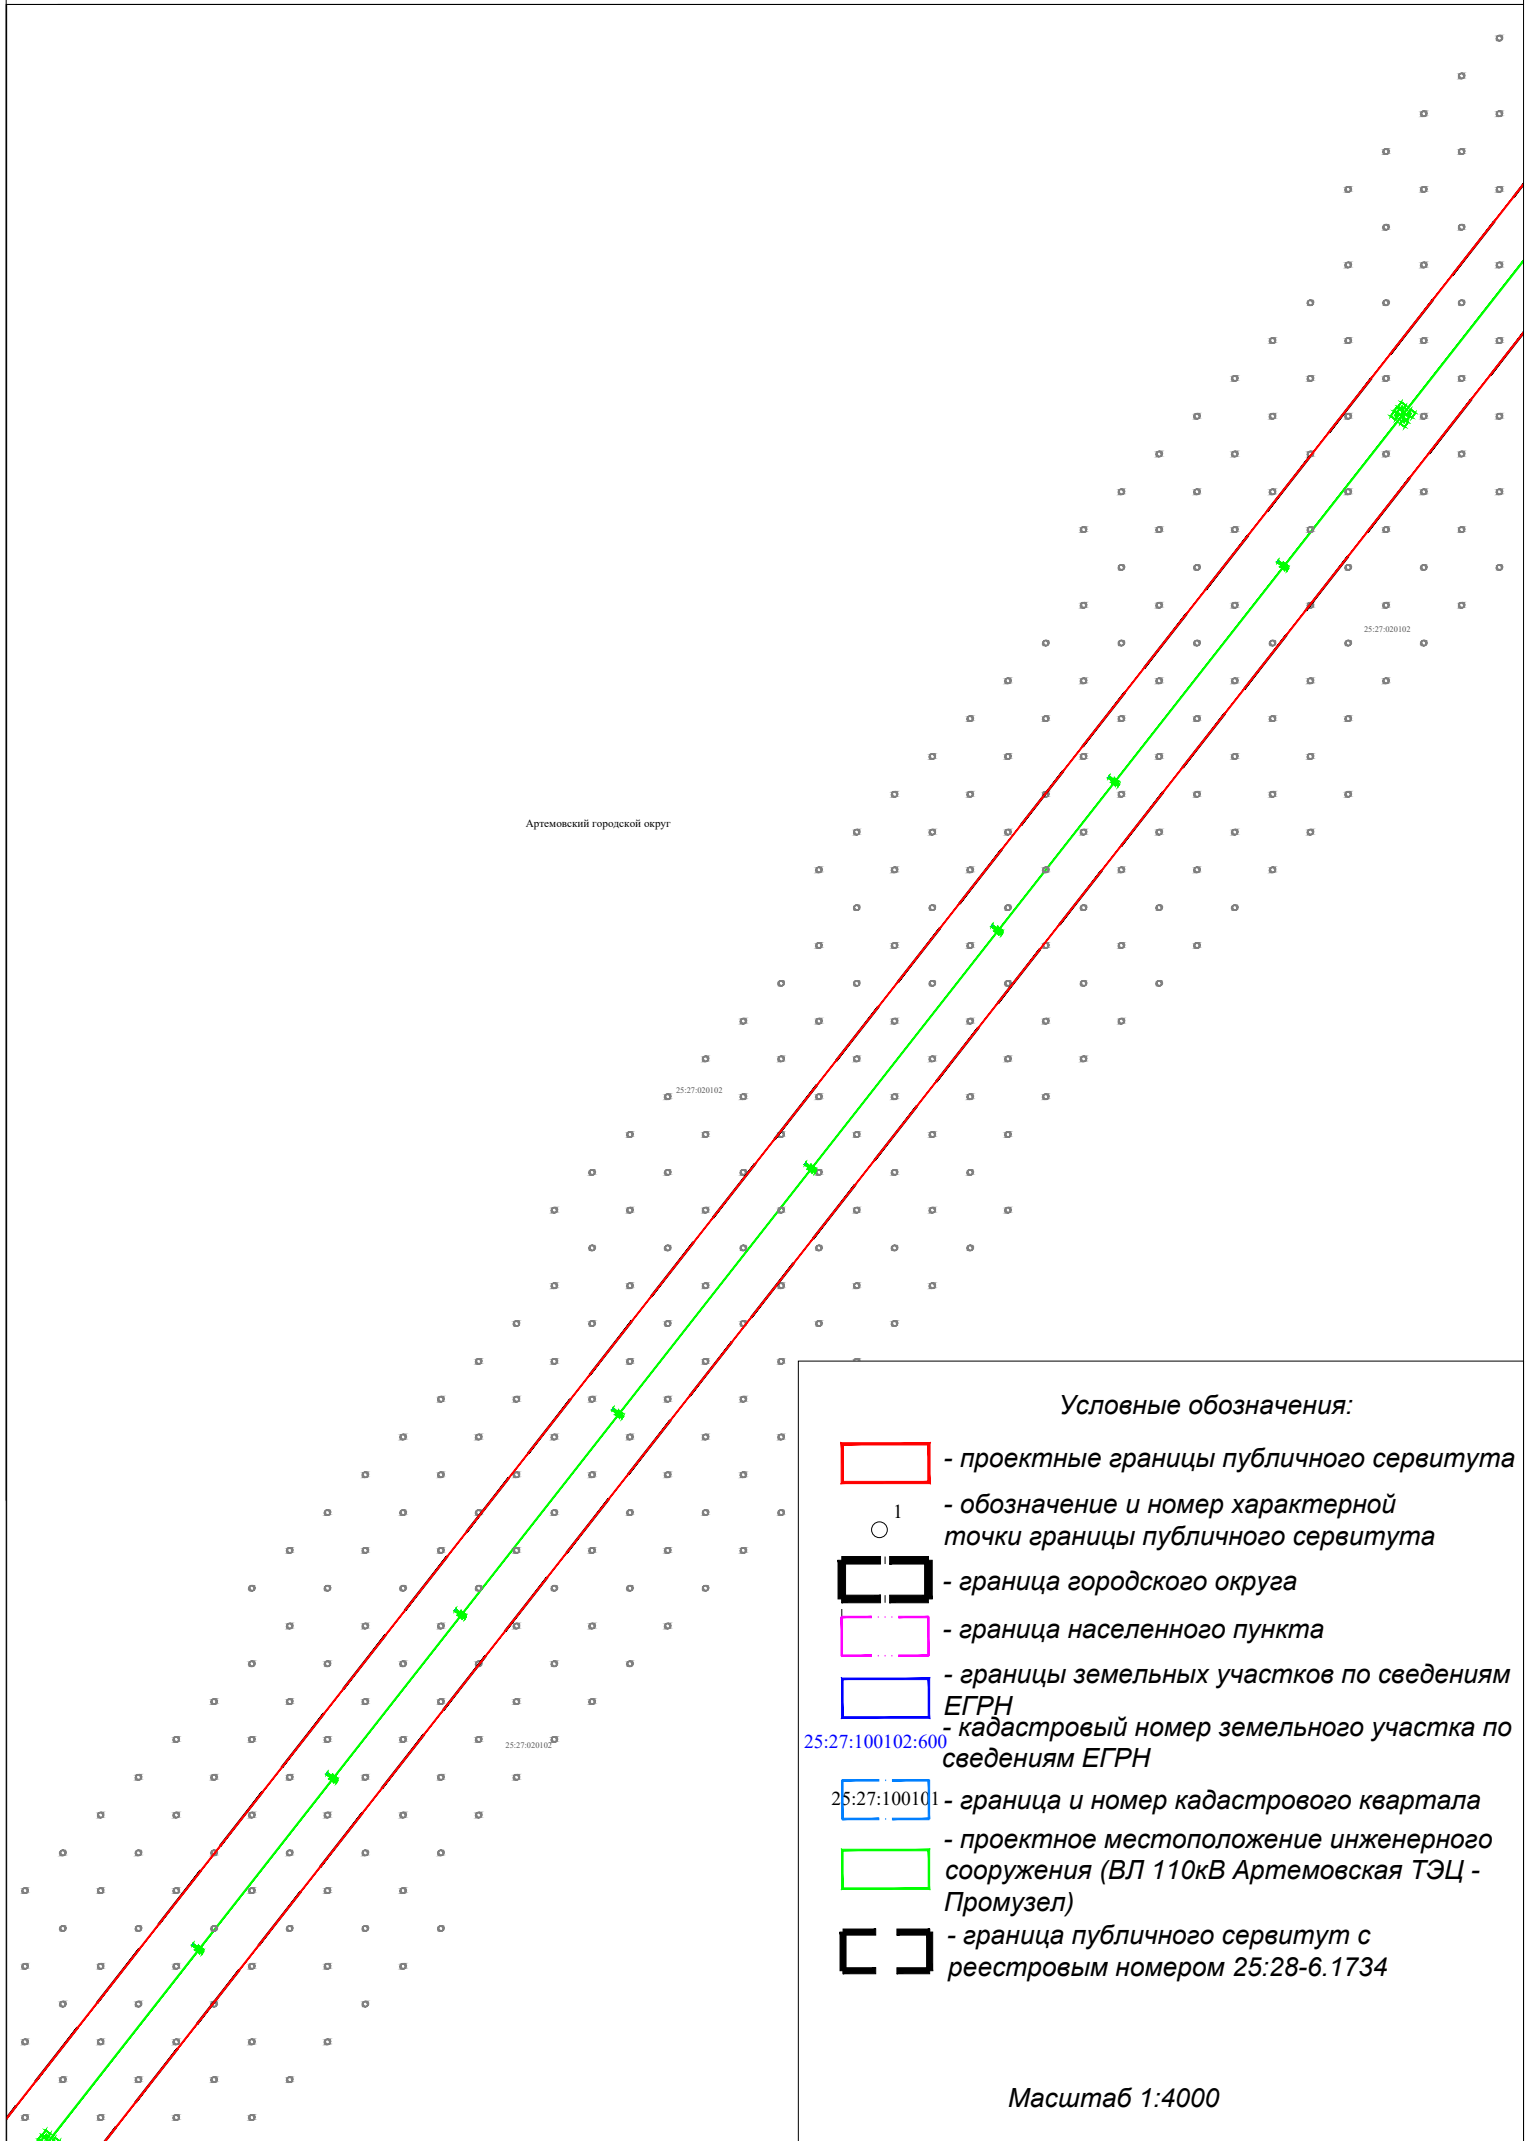 25:27:020102
Артемовский городской округ
25:27:020102
25:27:020102
Условные обозначения:
- проектные границы публичного сервитута
1
- обозначение и номер характерной
точки границы публичного сервитута
- граница городского округа
- граница населенного пункта
- границы земельных участков по сведениям
ЕГРН
25:27:100102:600
- кадастровый номер земельного участка по
сведениям ЕГРН
25:27:100101
- граница и номер кадастрового квартала
- проектное местоположение инженерного
сооружения (ВЛ 110кВ Артемовская ТЭЦ -
Промузел)
- граница публичного сервитут с
реестровым номером 25:28-6.1734
Масштаб 1:4000